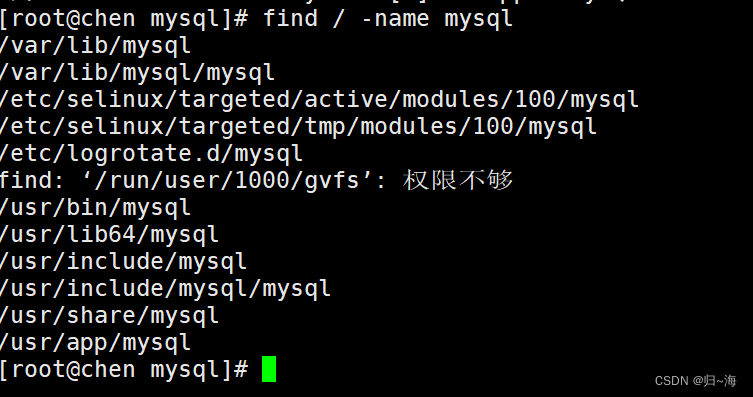 [root@chen mysql]# find / -name mysql
/var/lib/mysql
/var/lib/mysql/mysql
/etc/selinux/targeted/active/modules/100/mysql
/etc/selinux/targeted/tmp/modules/100/mysql
/etc/logrotate.d/mysql
find: ‘/run/user/1000/gvfs’: 权限不够
/usr/bin/mysql
/usr/lib64/mysql
/usr/include/mysql
/usr/include/mysql/mysql
/usr/share/mysql
/usr/app/mysql
[root@chen mysql]#
CSDN @归~海